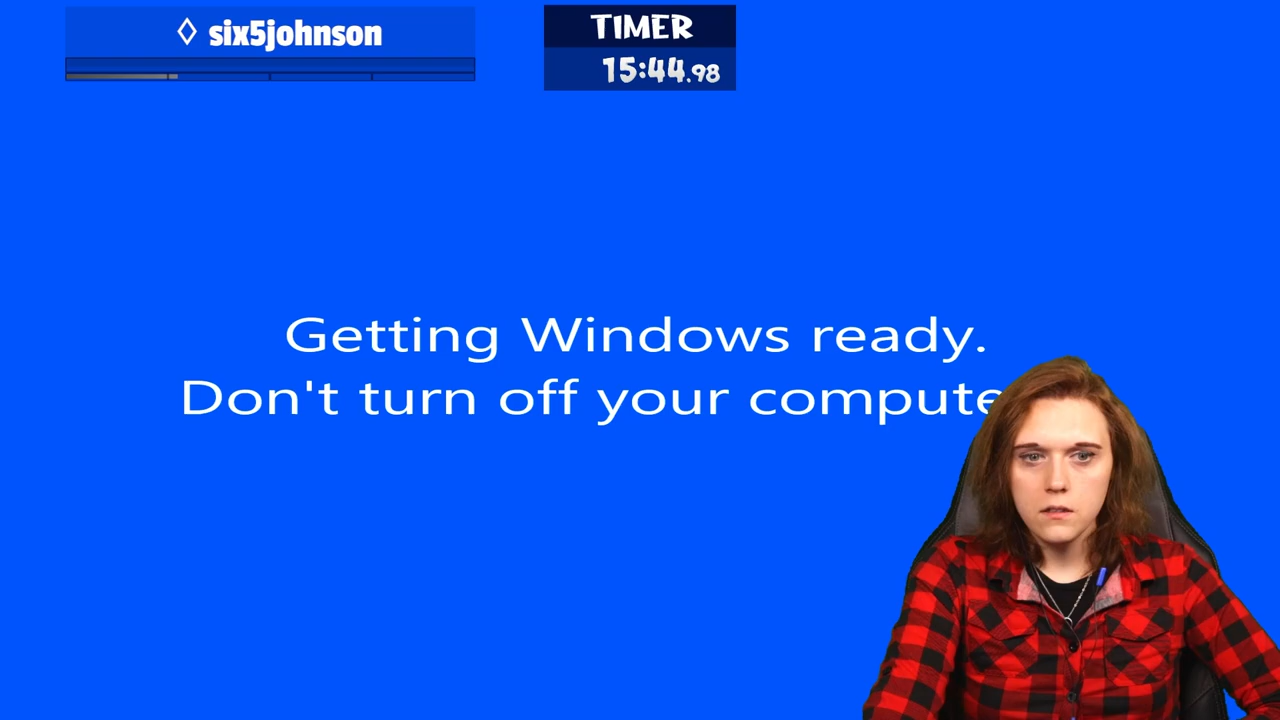 six5johnson
TIMER
15:44.98
Getting Windows ready.
Don't turn off your compute